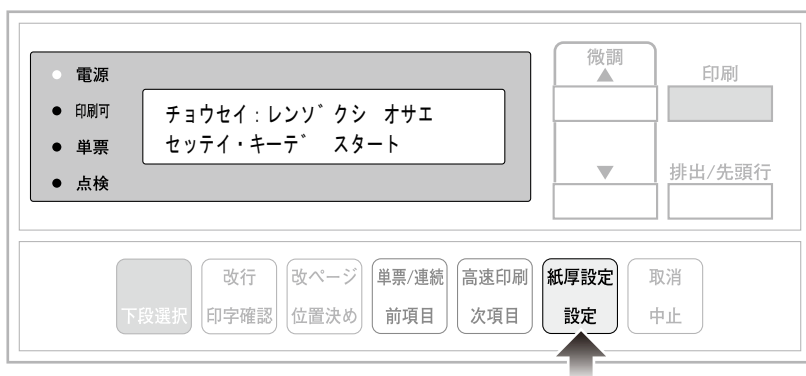 電源
印刷可
単票
点検
チョウセイ：レンゾクシ オサエ
セッテイ・キーデ スタート
微調
▲
▼
印刷
排出/先頭行
下段選択
改行
印字確認
改ページ
位置決め
単票/連続
前項目
高速印刷
次項目
紙厚設定
設定
取消
中止